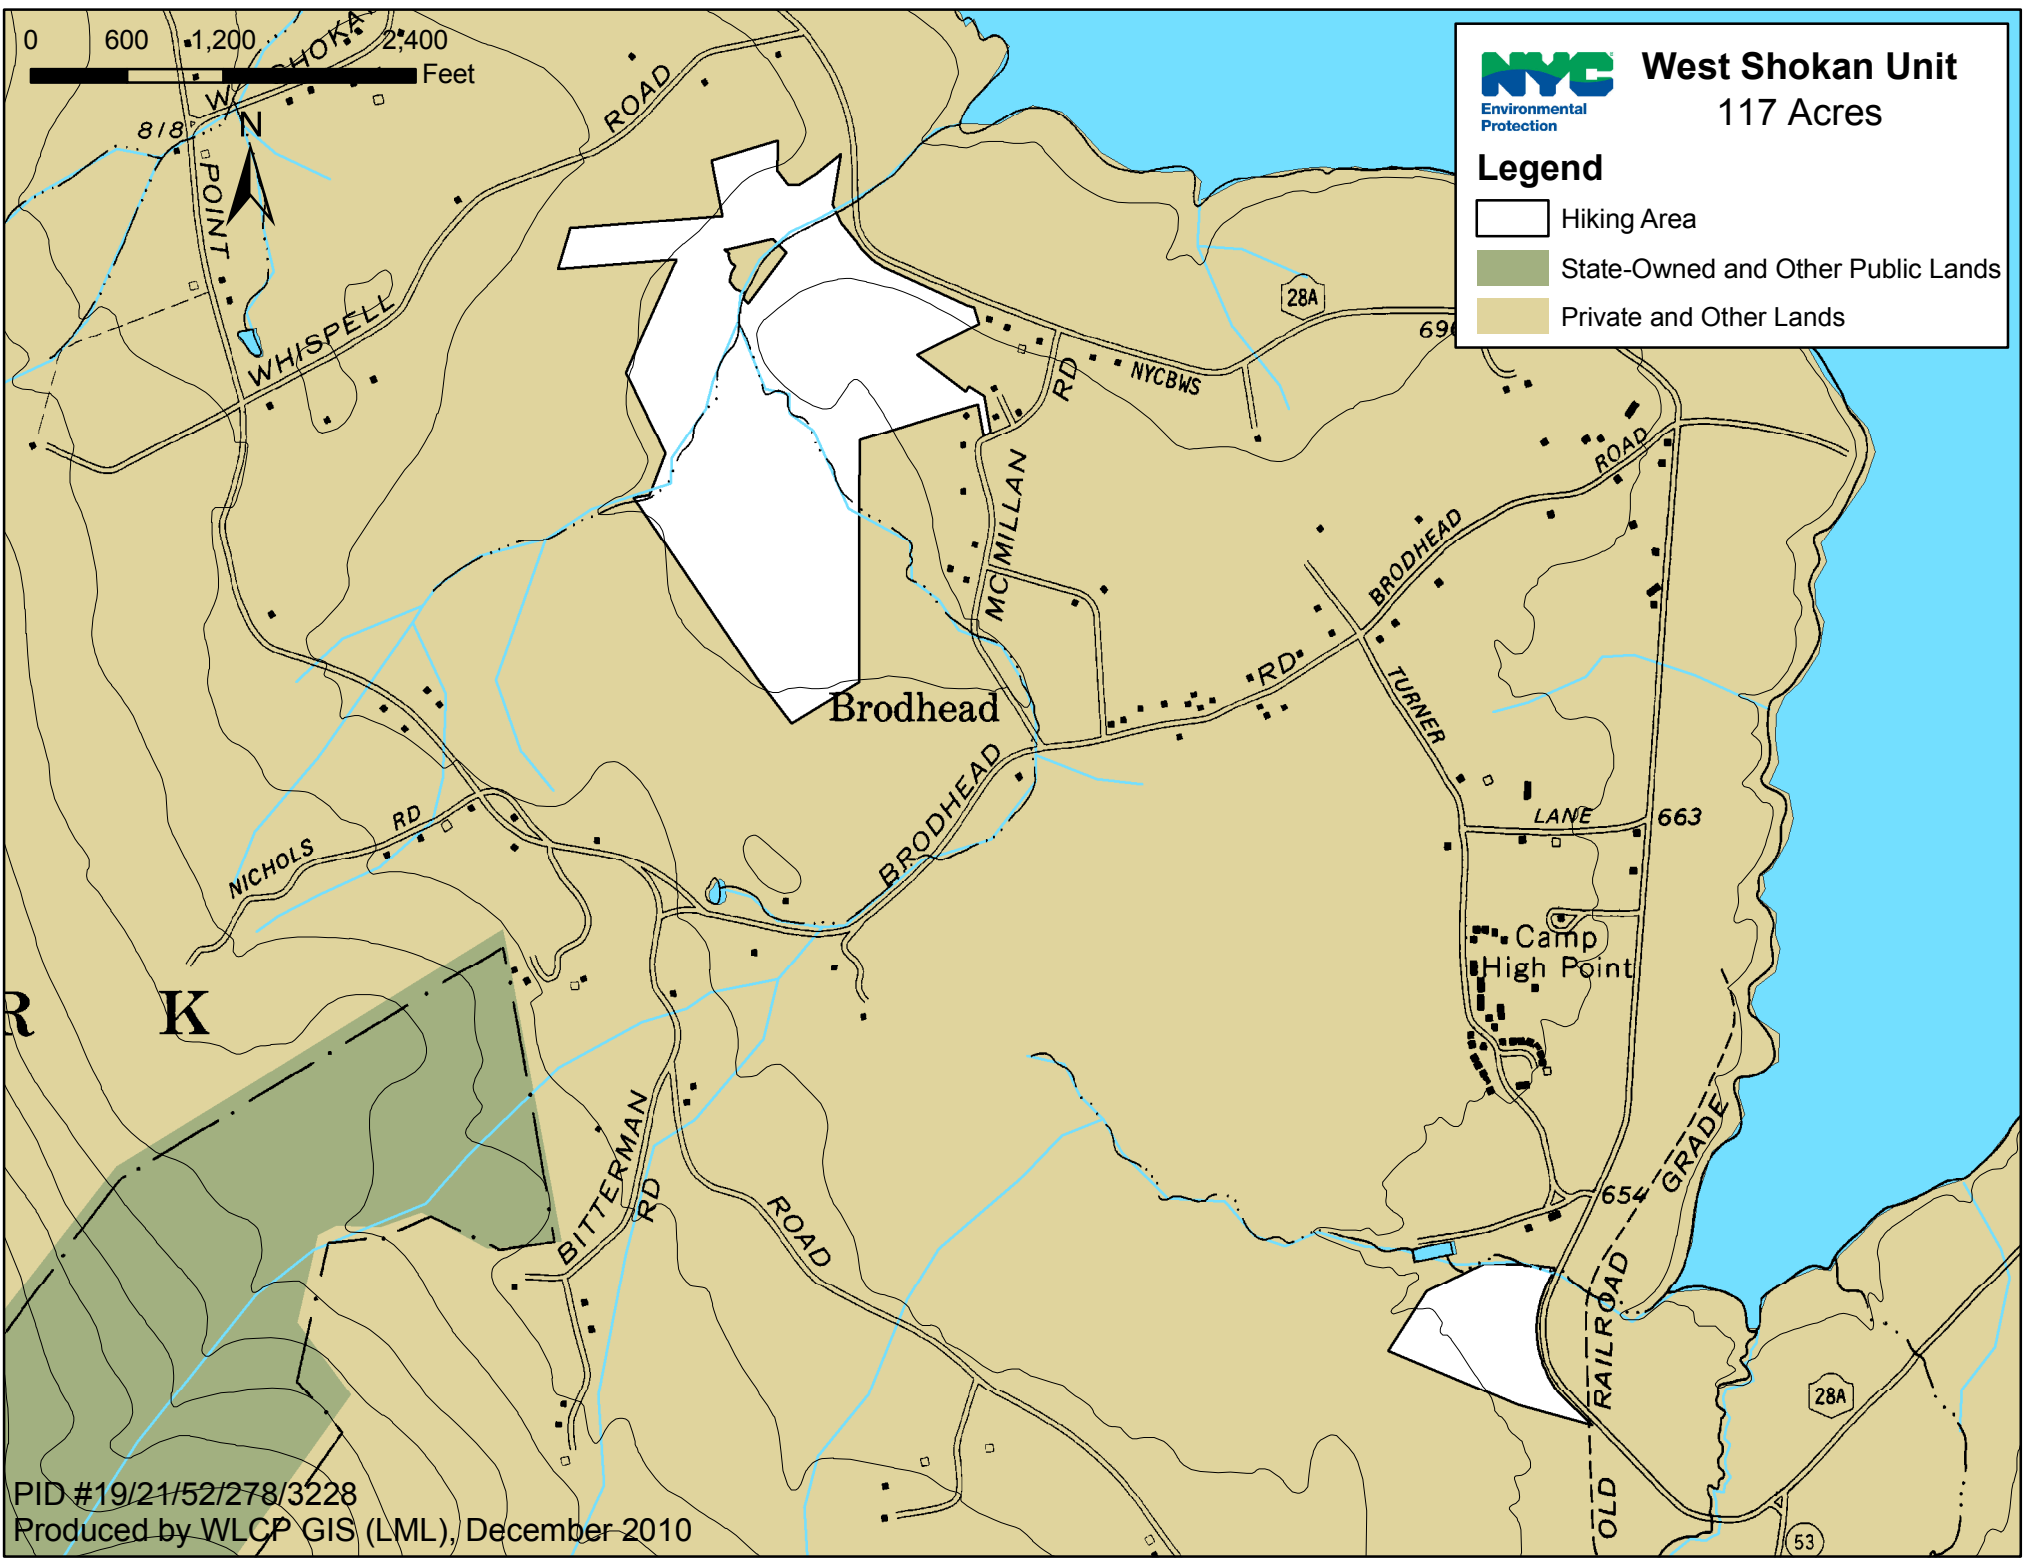 0 600 1,200 2,400
Feet
W
SHOKA
818
N
POINT
ROAD
WHISPELL
NYC
Environmental
Protection
West Shokan Unit
117 Acres
Legend
Hiking Area
State-Owned and Other Public Lands
Private and Other Lands
28A
NYCBWS
RD
MCMILLAN
ROAD
BRODHEAD
RD
TURNER
LANE
663
Brodhead
BRODHEAD
NICHOLS
RD
Camp
High Point
R K
BITTERMAN
RD
ROAD
654
GRADE
RAILROAD
OLD
28A
53
PID #19/21/52/278/3228
Produced by WLCP GIS (LML), December 2010